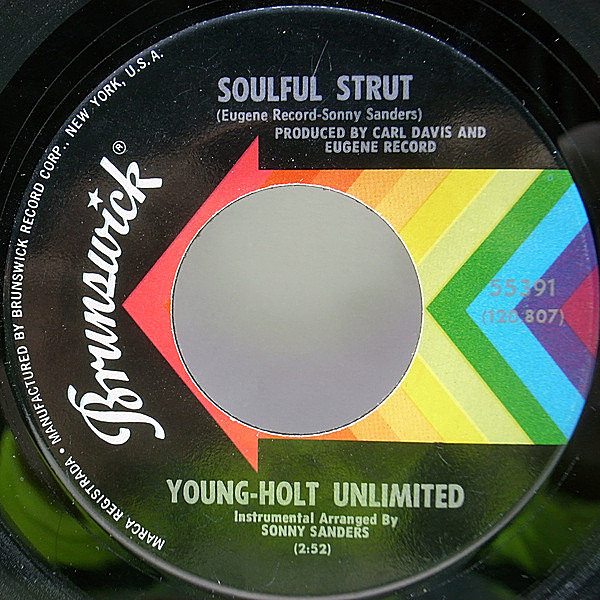 SOULFUL STRUT
(Eugene Record-Sonny Sanders)
PRODUCED BY CARL DAVIS AND
EUGENE RECORD
Brunswick®
55391
(120 807)
YOUNG-HOLT UNLIMITED
Instrumental Arranged By
SONNY SANDERS
(2:52)
MARCA REGISTRADA • MANUFACTURED BY BRUNSWICK RECORD CORP., NEW YORK, U.S.A.